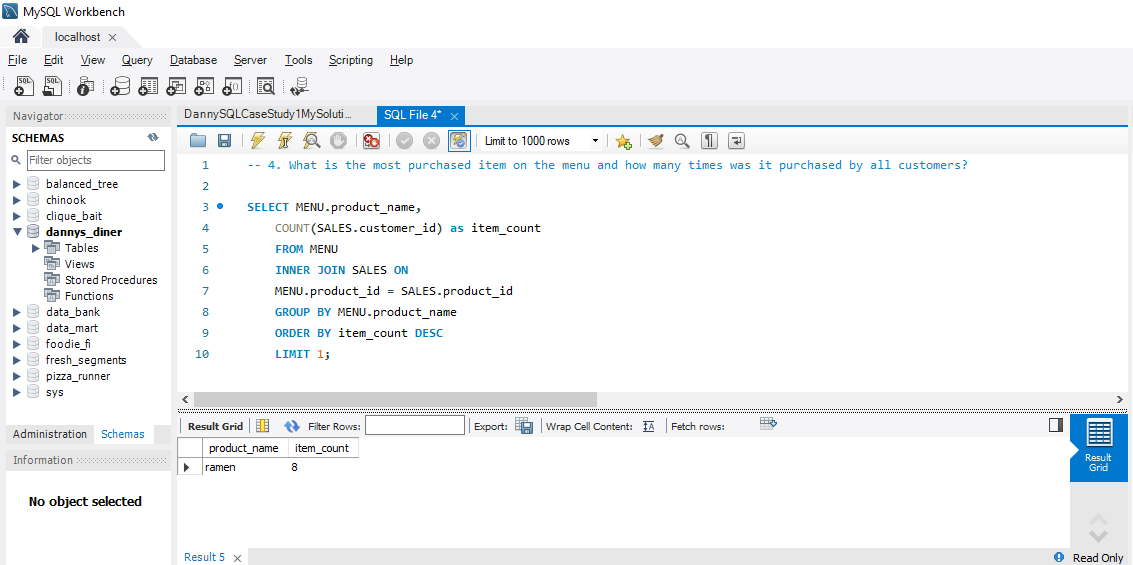 MySQL Workbench
localhost
File Edit View Query Database Server Tools Scripting Help
Navigator
SCHEMAS
Filter objects
balanced_tree
chinook
clique_bait
dannys_diner
Tables
Views
Stored Procedures
Functions
data_bank
data_mart
foodie_fi
fresh_segments
pizza_runner
sys
Administration Schemas
Information
No object selected
DannySQLCaseStudy1MySoluti... SQL File 4*
Limit to 1000 rows
1 -- 4. What is the most purchased item on the menu and how many times was it purchased by all customers?
2
3 SELECT MENU.product_name,
4 COUNT(SALES.customer_id) as item_count
5 FROM MENU
6 INNER JOIN SALES ON
7 MENU.product_id = SALES.product_id
8 GROUP BY MENU.product_name
9 ORDER BY item_count DESC
10 LIMIT 1;
Result Grid Filter Rows: Export: Wrap Cell Content: Fetch rows:
product_name item_count
ramen 8
Result
Grid
Result 5
Read Only